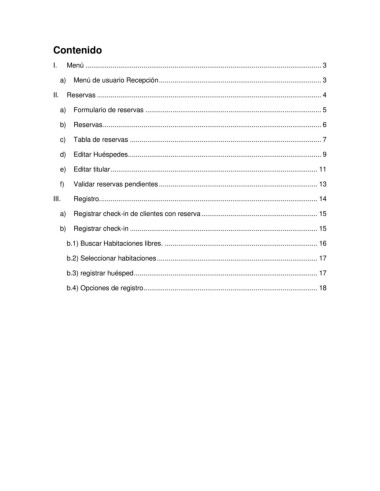 Contenido
I. Menú ... 3
a) Menú de usuario Recepción ... 3
II. Reservas ... 4
a) Formulario de reservas ... 5
b) Reservas ... 6
c) Tabla de reservas ... 7
d) Editar Huéspedes ... 9
e) Editar titular ... 11
f) Validar reservas pendientes ... 13
III. Registro ... 14
a) Registrar check-in de clientes con reserva ... 15
b) Registrar check-in ... 15
b.1) Buscar Habitaciones libres. ... 16
b.2) Seleccionar habitaciones ... 17
b.3) registrar huésped ... 17
b.4) Opciones de registro ... 18